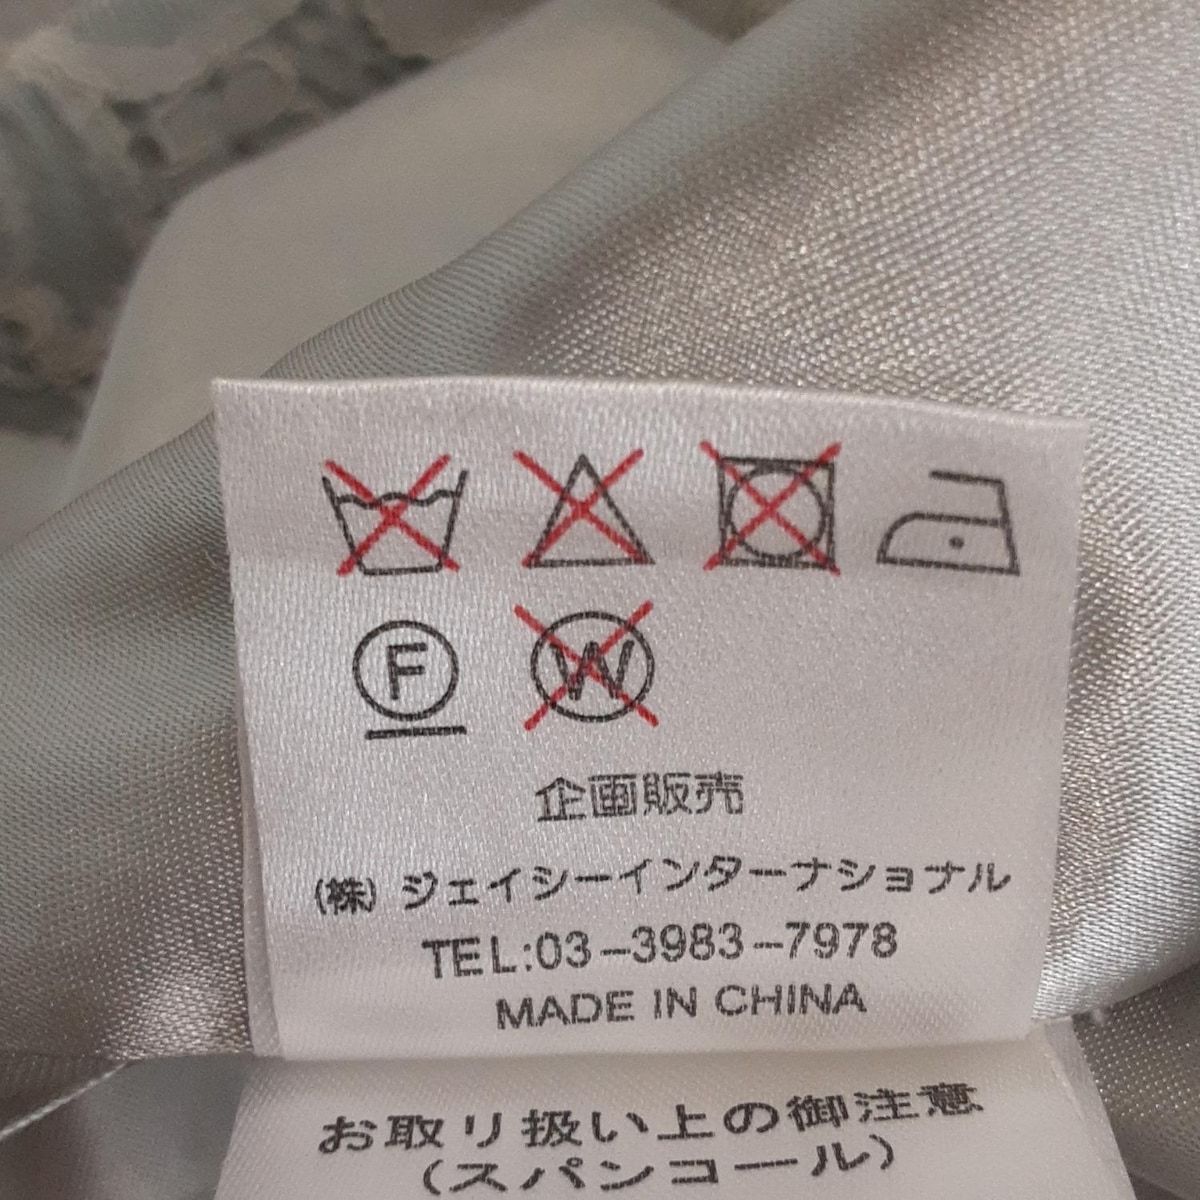 F W
企画販売
(株) ジェイシーインターナショナル
TEL:03-3983-7978
MADE IN CHINA
お取り扱い上の御注意
(スパンコール)